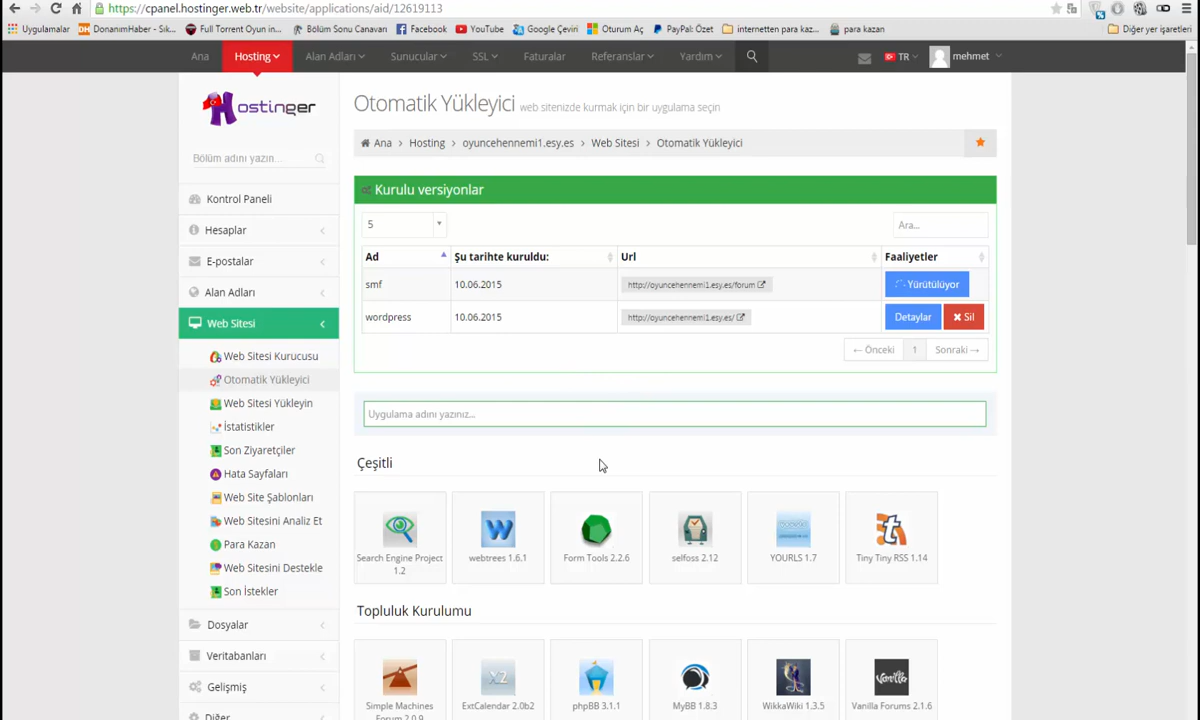 https://cpanel.hostinger.web.tr/website/applications/aid/12619113
Uygulamalar DonanımHaber - Sık... Full Torrent Oyun in... Bölüm Sonu Canavarı Facebook YouTube Google Çeviri Oturum Aç PayPal: Özet internetten para kaz... para kazan Diğer yer işaretleri
Ana Hosting Alan Adları Sunucular SSL Faturalar Referanslar Yardım TR mehmet
Hostinger
Bölüm adını yazın...
Kontrol Paneli
Hesaplar
E-postalar
Alan Adları
Web Sitesi
Web Sitesi Kurucusu
Otomatik Yükleyici
Web Sitesi Yükleyin
İstatistikler
Son Ziyaretçiler
Hata Sayfaları
Web Site Şablonları
Web Sitesini Analiz Et
Para Kazan
Web Sitesini Destekle
Son İstekler
Dosyalar
Veritabanları
Gelişmiş
Diğer
Otomatik Yükleyici web sitenizde kurmak için bir uygulama seçin
Ana > Hosting > oyuncehennemi1.esy.es > Web Sitesi > Otomatik Yükleyici
Kurulu versiyonlar
5 Ara...
Ad Şu tarihte kuruldu: Url Faaliyetler
smf 10.06.2015 http://oyuncehennemi1.esy.es/forum Yürütülüyor
wordpress 10.06.2015 http://oyuncehennemi1.esy.es/ Detaylar Sil
← Önceki 1 Sonraki →
Uygulama adını yazınız...
Çeşitli
Search Engine Project 1.2
webtrees 1.6.1
Form Tools 2.2.6
selfoss 2.12
YOURLS 1.7
Tiny Tiny RSS 1.14
Topluluk Kurulumu
Simple Machines Forum 2.0.9
X2
ExtCalendar 2.0b2
phpBB 3.1.1
MyBB 1.8.3
WikkaWiki 1.3.5
Vanilla
Vanilla Forums 2.1.6